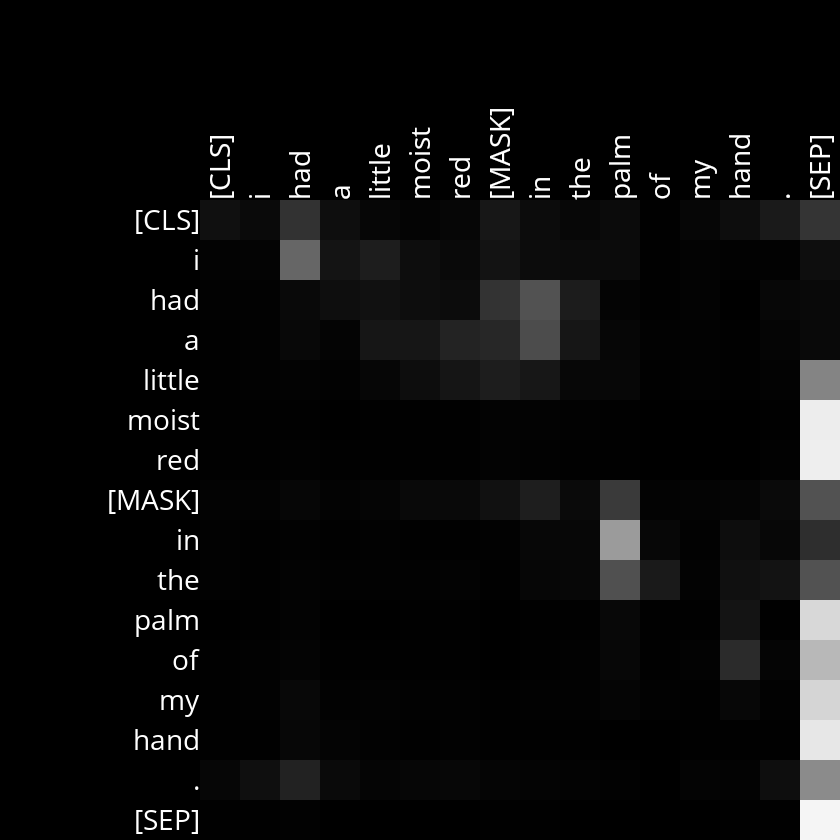 [CLS] i had a little moist red [MASK] in the palm of my hand . [SEP]
[CLS]
i
had
a
little
moist
red
[MASK]
in
the
palm
of
my
hand
.
[SEP]